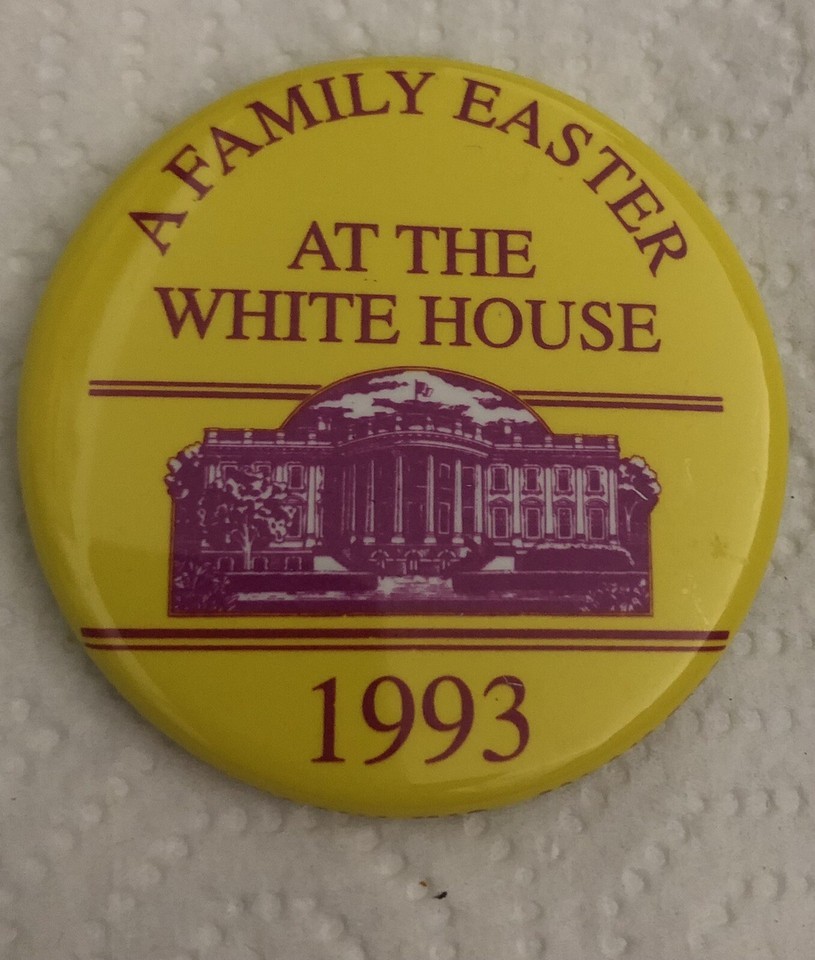 A FAMILY EASTER
AT THE
WHITE HOUSE
1993